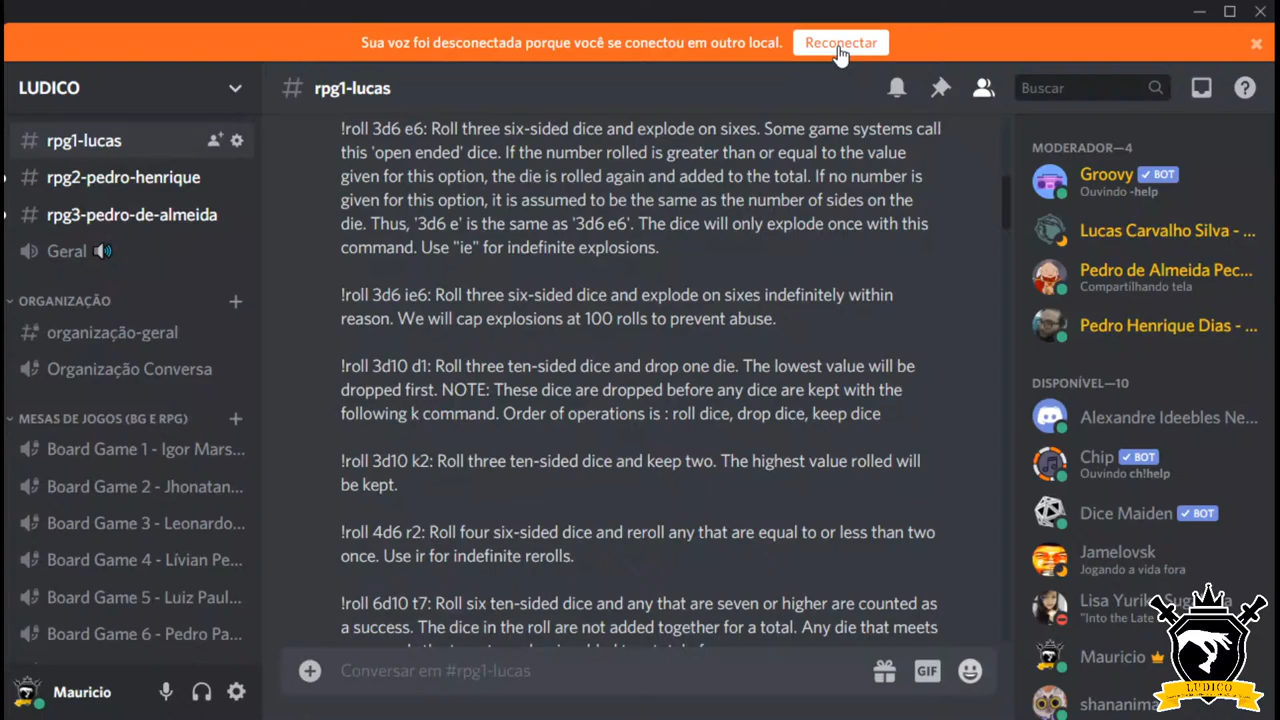 Sua voz foi desconectada porque você se conectou em outro local.
Reconectar
LUDICO
rpg1-lucas
Buscar
rpg1-lucas
rpg2-pedro-henrique
rpg3-pedro-de-almeida
Geral
ORGANIZAÇÃO
organização-geral
Organização Conversa
MESAS DE JOGOS (BG E RPG)
Board Game 1 - Igor Mars...
Board Game 2 - Jhonatan...
Board Game 3 - Leonardo...
Board Game 4 - Lívian Pe...
Board Game 5 - Luiz Paul...
Board Game 6 - Pedro Pa...
Mauricio
!roll 3d6 e6: Roll three six-sided dice and explode on sixes. Some game systems call
this 'open ended' dice. If the number rolled is greater than or equal to the value
given for this option, the die is rolled again and added to the total. If no number is
given for this option, it is assumed to be the same as the number of sides on the
die. Thus, '3d6 e' is the same as '3d6 e6'. The dice will only explode once with this
command. Use "ie" for indefinite explosions.
!roll 3d6 ie6: Roll three six-sided dice and explode on sixes indefinitely within
reason. We will cap explosions at 100 rolls to prevent abuse.
!roll 3d10 d1: Roll three ten-sided dice and drop one die. The lowest value will be
dropped first. NOTE: These dice are dropped before any dice are kept with the
following k command. Order of operations is : roll dice, drop dice, keep dice
!roll 3d10 k2: Roll three ten-sided dice and keep two. The highest value rolled will
be kept.
!roll 4d6 r2: Roll four six-sided dice and reroll any that are equal to or less than two
once. Use ir for indefinite rerolls.
!roll 6d10 t7: Roll six ten-sided dice and any that are seven or higher are counted as
a success. The dice in the roll are not added together for a total. Any die that meets
Conversar em #rpg1-lucas
GIF
MODERADOR—4
Groovy BOT
Ouvindo -help
Lucas Carvalho Silva - ...
Pedro de Almeida Pec...
Compartilhando tela
Pedro Henrique Dias - ...
DISPONÍVEL—10
Alexandre Ideebles Ne...
Chip BOT
Ouvindo ch!help
Dice Maiden BOT
Jamelovsk
Jogando a vida fora
Lisa
"Into the Late
Mauricio
shananima
LUDICO